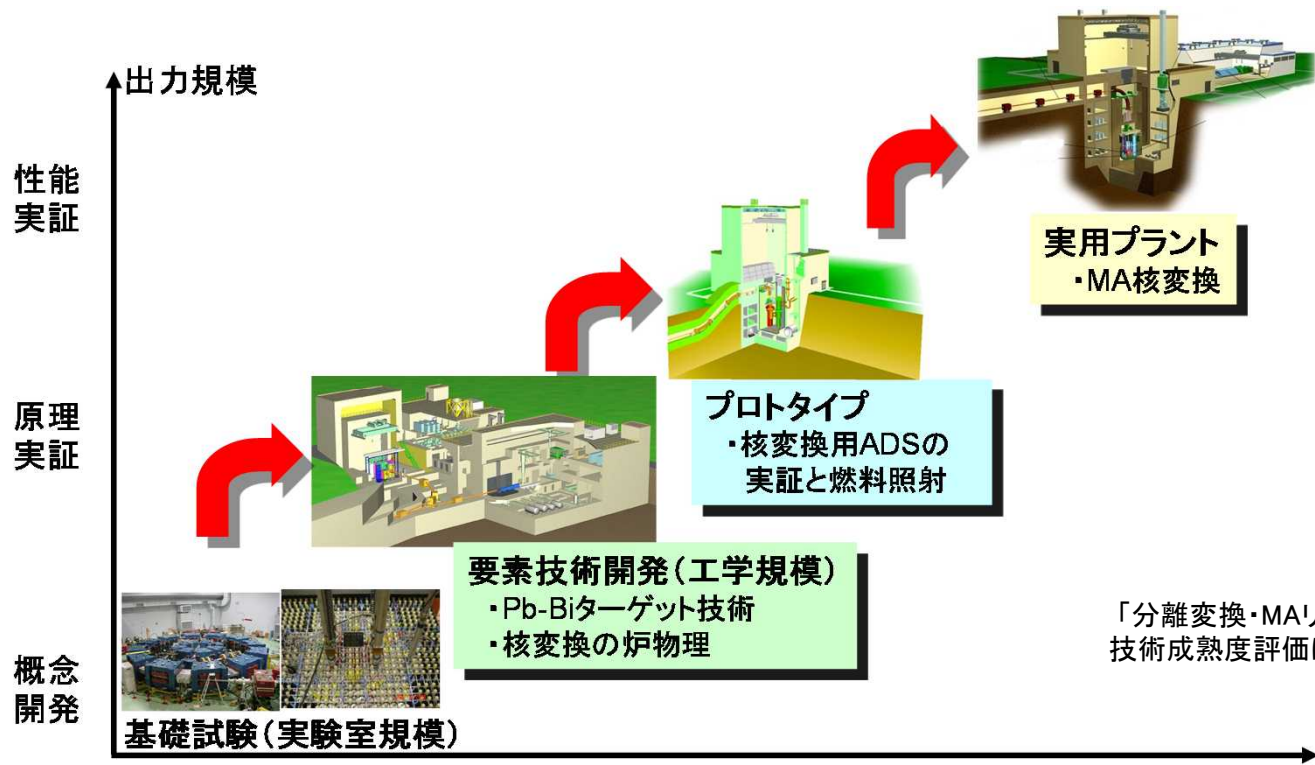 出力規模
性能
実証
実用プラント
・MA核変換
プロトタイプ
・核変換用ADSの
実証と燃料照射
原理
実証
要素技術開発(工学規模)
・Pb-Biターゲット技術
・核変換の炉物理
「分離変換・MAリ
技術成熟度評価
概念
開発
基礎試験(実験室規模)